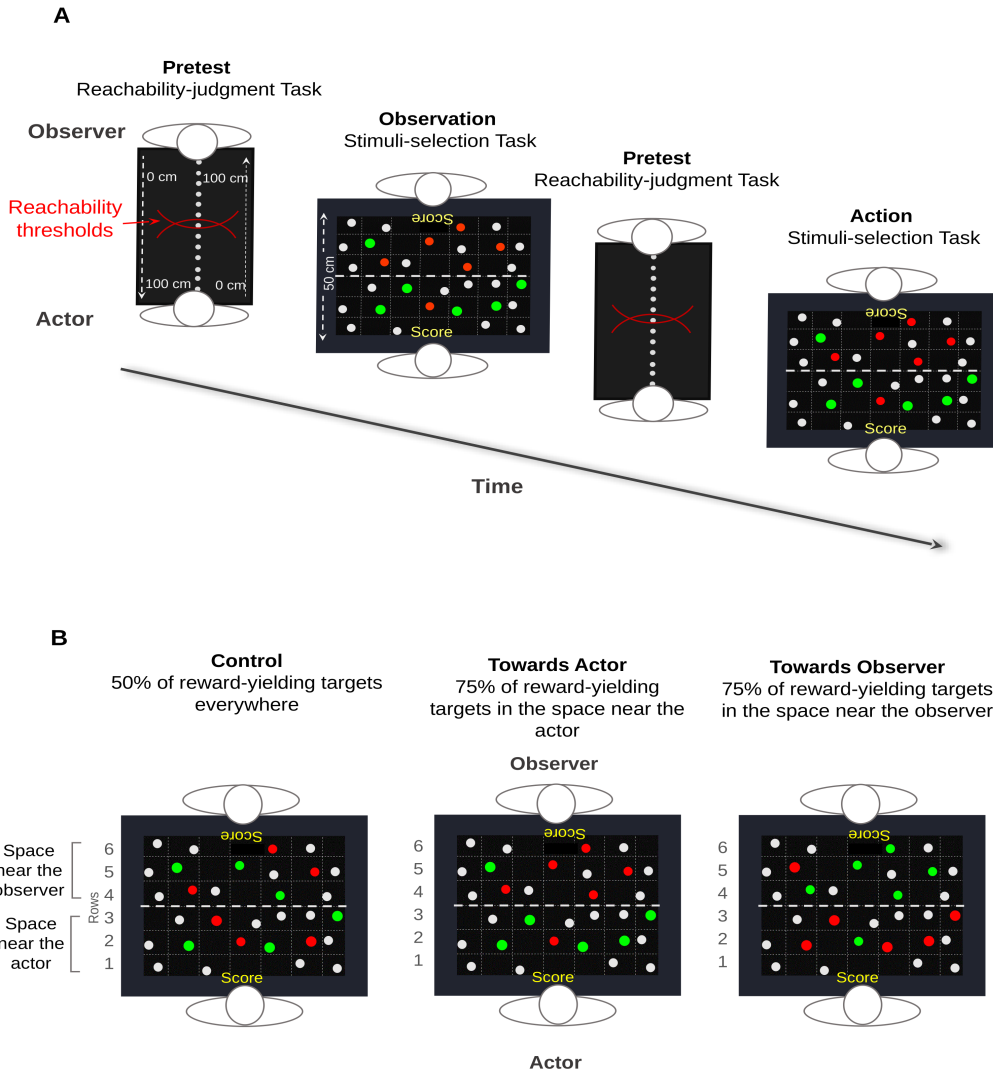 A
Pretest
Reachability-judgment Task
Observer
Observation
Stimuli-selection Task
Pretest
Reachability-judgment Task
0 cm
100 cm
Reachability
thresholds
Action
Stimuli-selection Task
Score
50 cm
100 cm
0 cm
Actor
Score
Score
Score
Time
B
Control
50% of reward-yielding targets
everywhere
Towards Actor
75% of reward-yielding
targets in the space near the
actor
Towards Observer
75% of reward-yielding targets
in the space near the observer
Observer
Score
Score
Score
Space
near the
observer
Space
near the
actor
Rows
6
5
4
3
2
1
6
5
4
3
2
1
6
5
4
3
2
1
Score
Score
Score
Actor